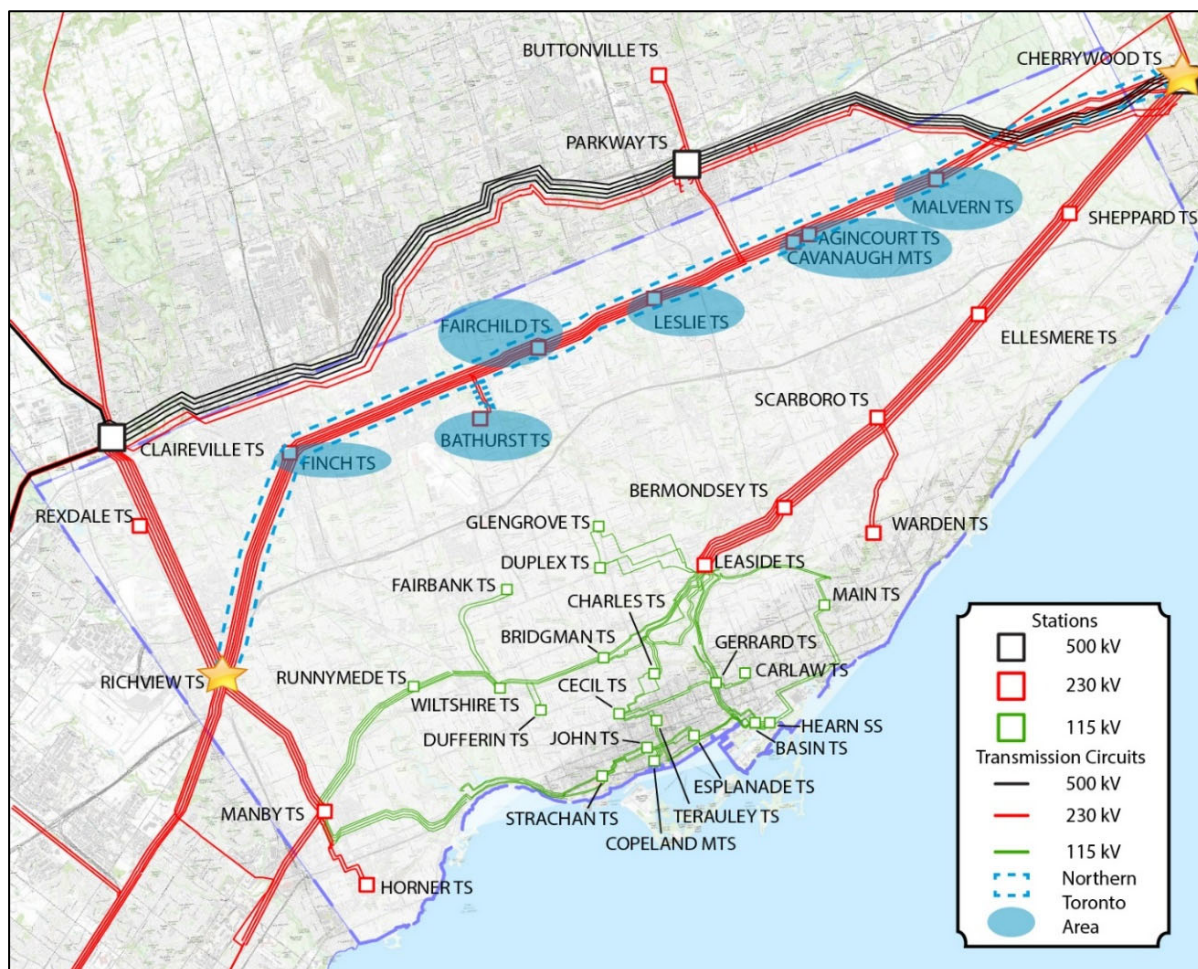 BUTTONVILLE TS
CHERRYWOOD TS
PARKWAY TS
MALVERN TS
SHEPPARD TS
AGINCOURT TS
CAVANAUGH MTS
FAIRCHILD TS
LESLIE TS
ELLESMERE TS
SCARBORO TS
CLAIREVILLE TS
BATHURST TS
FINCH TS
BERMONDSEY TS
REXDALE TS
GLENGROVE TS
WARDEN TS
DUPLEX TS
LEASIDE TS
FAIRBANK TS
CHARLES TS
MAIN TS
BRIDGMAN TS
GERRARD TS
RICHVIEW TS
RUNNYMEDE TS
CARLAW TS
CECIL TS
WILTSHIRE TS
DUFFERIN TS
JOHN TS
HEARN SS
BASIN TS
ESPLANADE TS
MANBY TS
STRACHAN TS
TERAULEY TS
COPELAND MTS
HORNER TS
Stations
500 kV
230 kV
115 kV
Transmission Circuits
500 kV
230 kV
115 kV
Northern
Toronto
Area